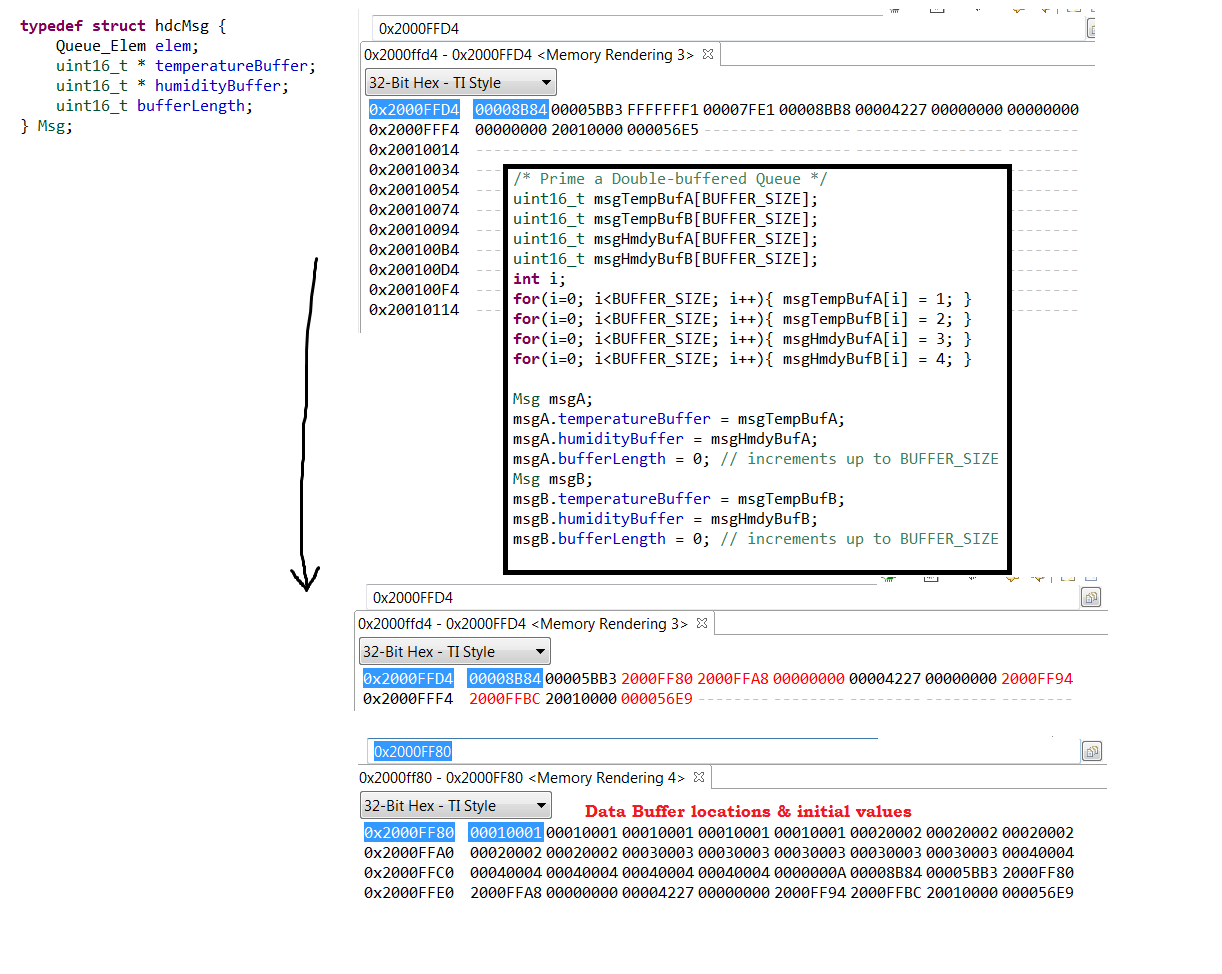 typedef struct hdcMsg {
    Queue_Elem elem;
    uint16_t * temperatureBuffer;
    uint16_t * humidityBuffer;
    uint16_t bufferLength;
} Msg;
0x2000FFD4
0x2000ffd4 - 0x2000FFD4 <Memory Rendering 3>
32-Bit Hex - TI Style
0x2000FFD4 00008B84 00005BB3 FFFFFFF1 00007FE1 00008BB8 00004227 00000000 00000000
0x2000FFF4 00000000 20010000 000056E5
0x20010014
0x20010034
0x20010054
0x20010074
0x20010094
0x200100B4
0x200100D4
0x200100F4
0x20010114
/* Prime a Double-buffered Queue */
uint16_t msgTempBufA[BUFFER_SIZE];
uint16_t msgTempBufB[BUFFER_SIZE];
uint16_t msgHmdyBufA[BUFFER_SIZE];
uint16_t msgHmdyBufB[BUFFER_SIZE];
int i;
for(i=0; i<BUFFER_SIZE; i++){ msgTempBufA[i] = 1; }
for(i=0; i<BUFFER_SIZE; i++){ msgTempBufB[i] = 2; }
for(i=0; i<BUFFER_SIZE; i++){ msgHmdyBufA[i] = 3; }
for(i=0; i<BUFFER_SIZE; i++){ msgHmdyBufB[i] = 4; }
Msg msgA;
msgA.temperatureBuffer = msgTempBufA;
msgA.humidityBuffer = msgHmdyBufA;
msgA.bufferLength = 0; // increments up to BUFFER_SIZE
Msg msgB;
msgB.temperatureBuffer = msgTempBufB;
msgB.humidityBuffer = msgHmdyBufB;
msgB.bufferLength = 0; // increments up to BUFFER_SIZE
0x2000FFD4
0x2000ffd4 - 0x2000FFD4 <Memory Rendering 3>
32-Bit Hex - TI Style
0x2000FFD4 00008B84 00005BB3 2000FF80 2000FFA8 00000000 00004227 00000000 2000FF94
0x2000FFF4 2000FFBC 20010000 000056E9
0x2000FF80
0x2000ff80 - 0x2000FF80 <Memory Rendering 4>
32-Bit Hex - TI Style
Data Buffer locations & initial values
0x2000FF80 00010001 00010001 00010001 00010001 00010001 00020002 00020002 00020002
0x2000FFA0 00020002 00020002 00030003 00030003 00030003 00030003 00030003 00040004
0x2000FFC0 00040004 00040004 00040004 00040004 0000000A 00008B84 00005BB3 2000FF80
0x2000FFE0 2000FFA8 00000000 00004227 00000000 2000FF94 2000FFBC 20010000 000056E9